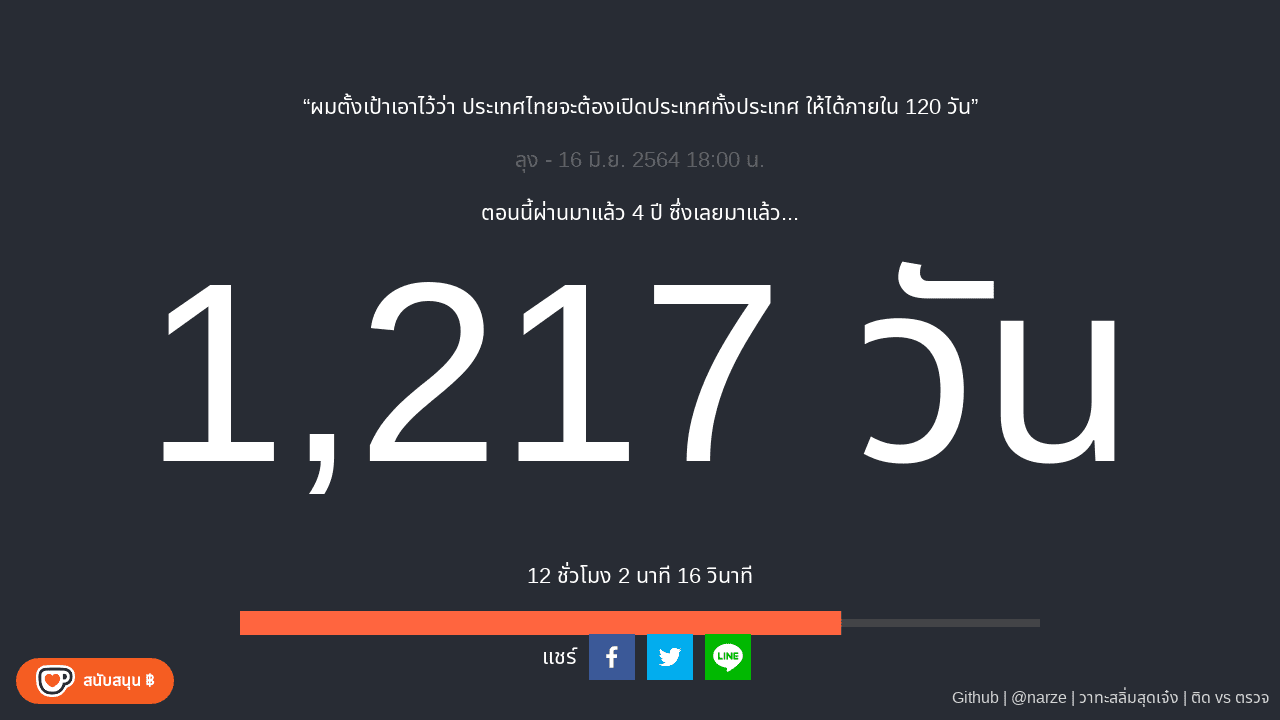 “ผมตั้งเป้าเอาไว้ว่า ประเทศไทยจะต้องเปิดประเทศทั้งประเทศ ให้ได้ภายใน 120 วัน”
ลุง - 16 มิ.ย. 2564 18:00 น.
ตอนนี้ผ่านมาแล้ว 4 ปี ซึ่งเลยมาแล้ว...
1,217 วัน
12 ชั่วโมง 2 นาที 16 วินาที
แชร์
LINE
สนับสนุน ฿
Github | @narze | วาทะสลิ่มสุดเจ๋ง | ติด vs ตรวจ